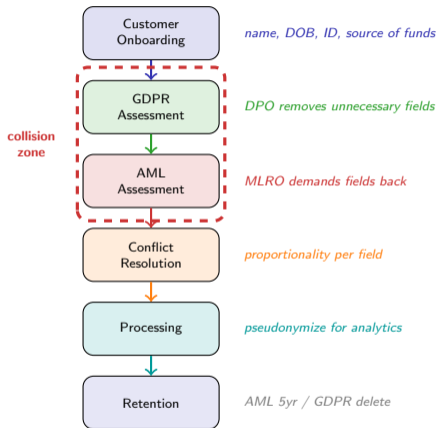 Customer
Onboarding
name, DOB, ID, source of funds
GDPR
Assessment
DPO removes unnecessary fields
collision
zone
AML
Assessment
MLRO demands fields back
Conflict
Resolution
proportionality per field
Processing
pseudonymize for analytics
Retention
AML 5yr / GDPR delete